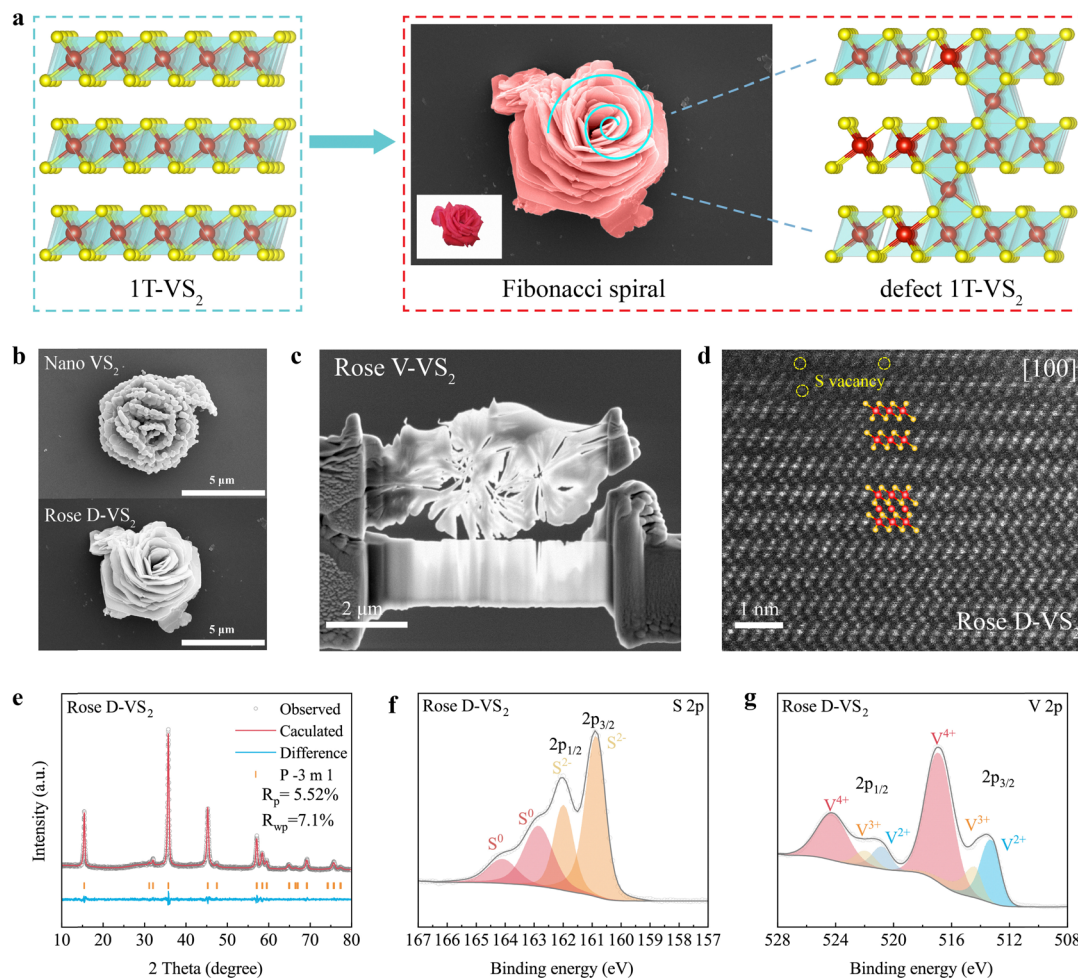 a
1T-VS₂
Fibonacci spiral
defect 1T-VS₂
b
Nano VS₂
5 μm
Rose D-VS₂
5 μm
c
Rose V-VS₂
2 μm
d
[100]
S vacancy
1 nm
Rose D-VS₂
e
Rose D-VS₂
Observed
Caculated
Difference
P -3 m 1
Rₚ= 5.52%
R_wp=7.1%
Intensity (a.u.)
10 20 30 40 50 60 70 80
2 Theta (degree)
f
Rose D-VS₂
S 2p
2p₃/₂
2p₁/₂
S²⁻
S²⁻
S⁰
S⁰
167 166 165 164 163 162 161 160 159 158 157
Binding energy (eV)
g
Rose D-VS₂
V 2p
V⁴⁺
2p₁/₂
2p₃/₂
V⁴⁺
V³⁺
V²⁺
V³⁺
V²⁺
528 524 520 516 512 508
Binding energy (eV)